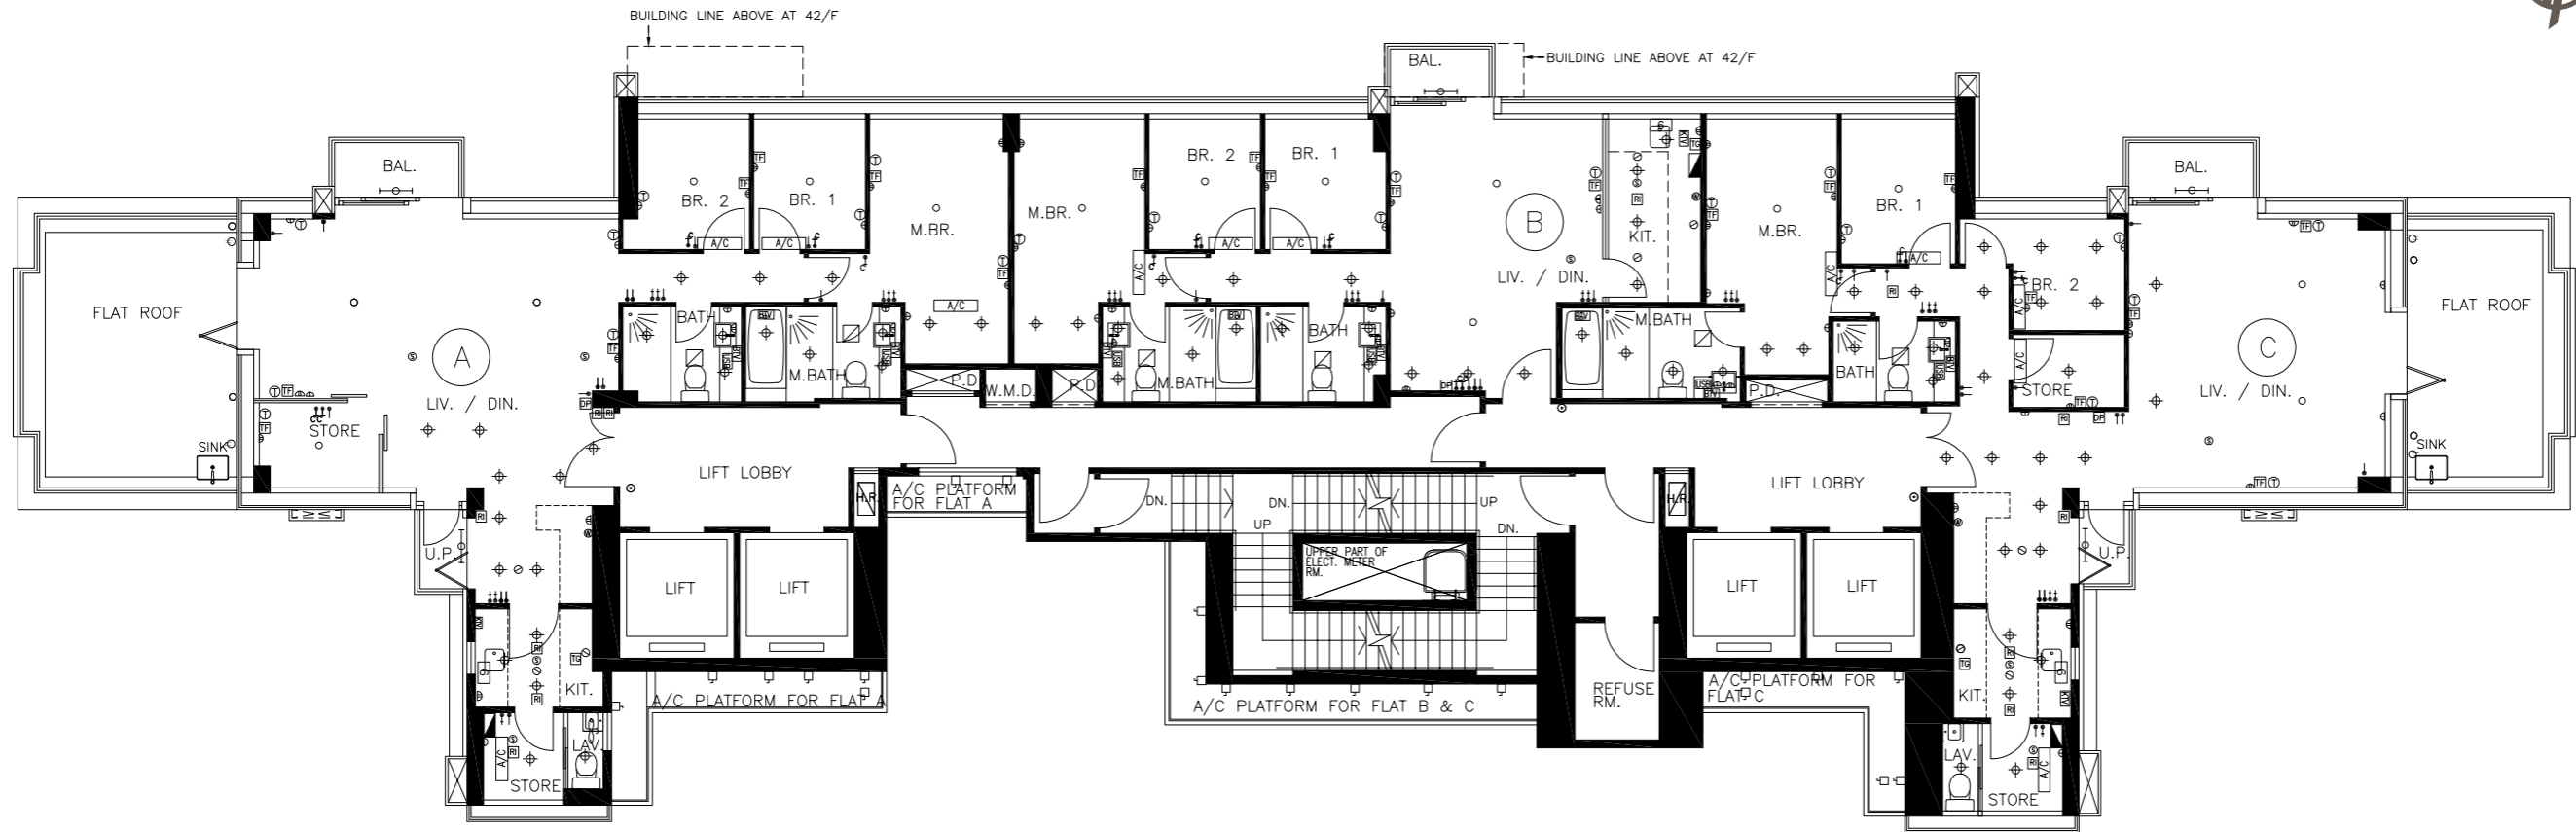 BUILDING LINE ABOVE AT 42/F
BUILDING LINE ABOVE AT 42/F
BAL.
BAL.
BAL.
BR. 2
BR. 1
M.BR.
M.BR.
BR. 2
BR. 1
B
LIV. / DIN.
KIT.
M.BR.
BR. 1
BR. 2
A/C
A/C
A/C
A/C
A/C
A/C
A/C
A/C
A/C
A/C
FLAT ROOF
A
LIV. / DIN.
STORE
SINK
BATH
M.BATH
P.D.
W.M.D.
P.D.
M.BATH
BATH
M.BATH
P.D.
BATH
STORE
C
LIV. / DIN.
FLAT ROOF
SINK
LIFT LOBBY
H.R.
A/C PLATFORM
FOR FLAT A
DN.
DN.
UP
UP
DN.
UPPER PART OF
ELECT. METER
RM.
H.R.
LIFT LOBBY
U.P.
U.P.
LIFT
LIFT
LIFT
LIFT
KIT.
A/C PLATFORM FOR FLAT A
A/C PLATFORM FOR FLAT B & C
REFUSE
RM.
A/C PLATFORM FOR
FLAT C
KIT.
LAV.
A/C
STORE
LAV.
A/C
STORE